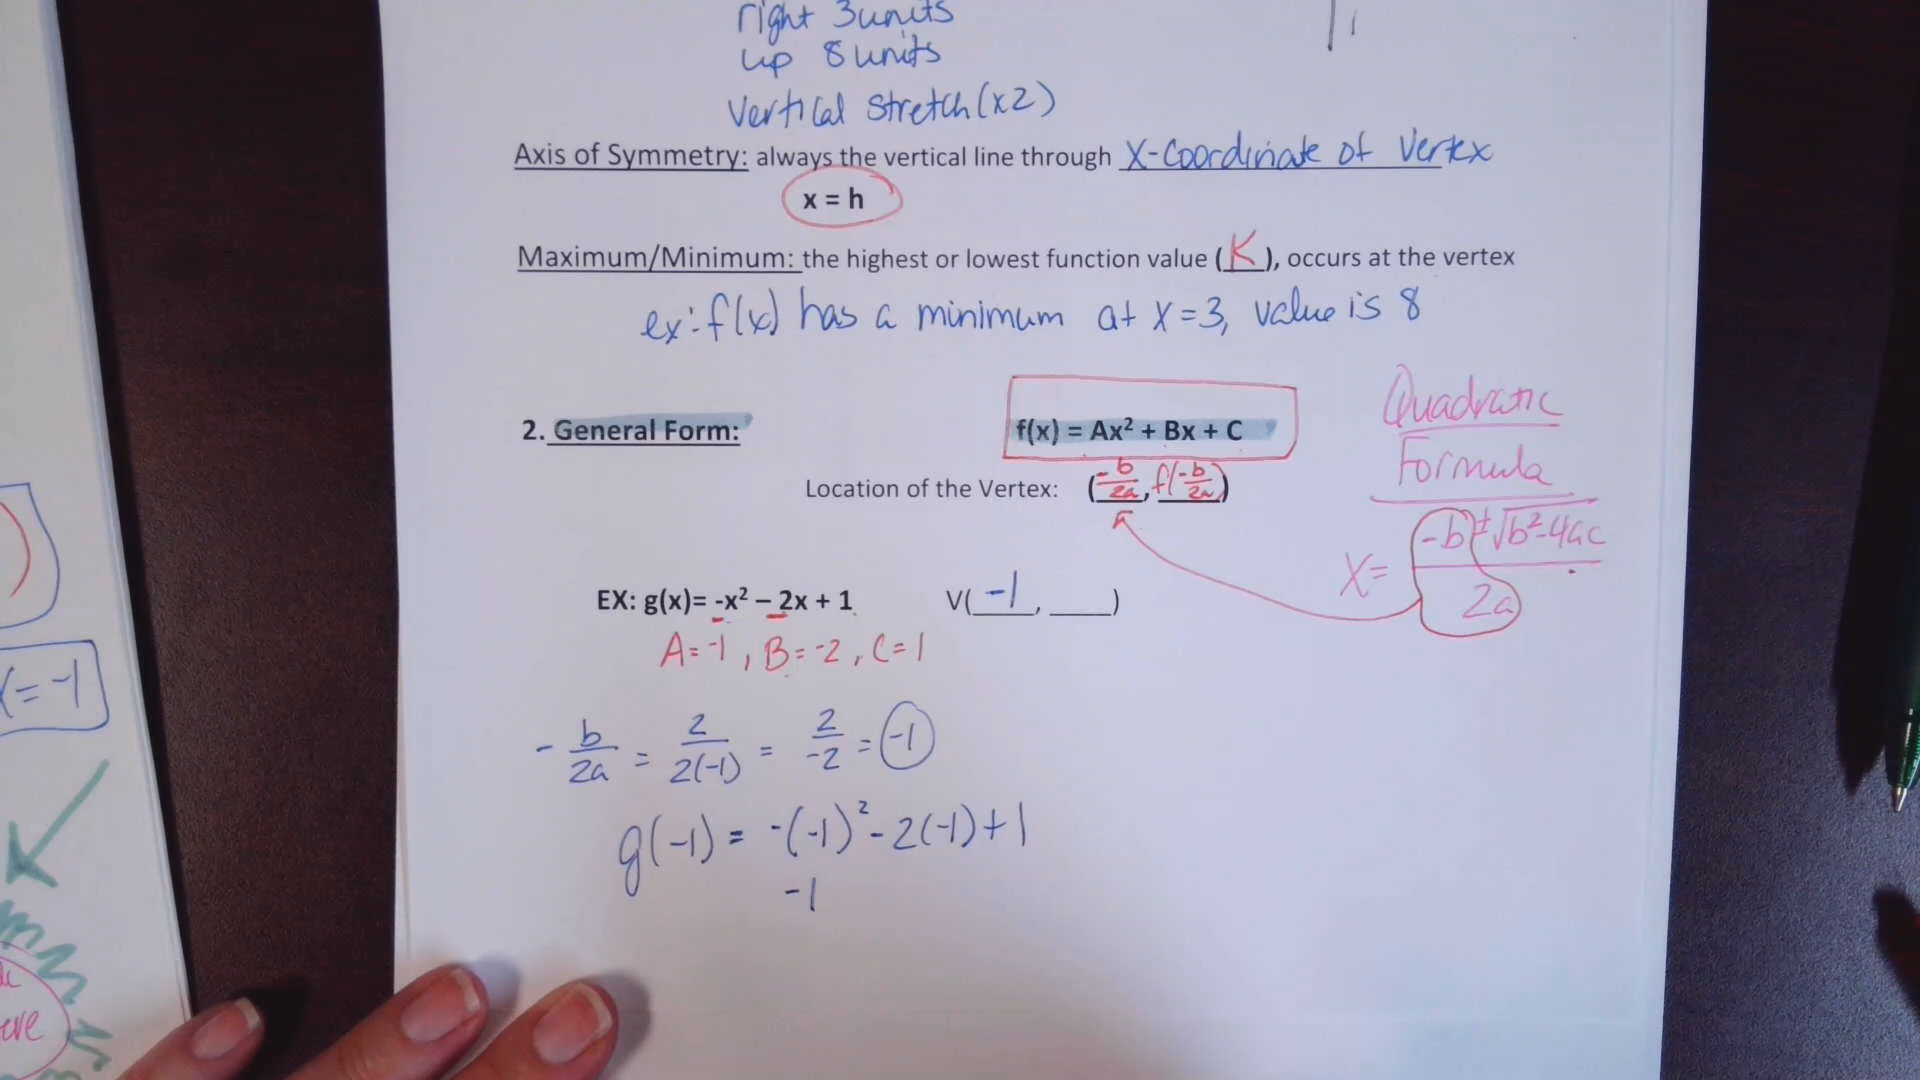 right 3 units
up 8 units
Vertical Stretch (x2)
Axis of Symmetry: always the vertical line through X-Coordinate of Vertex
x = h
Maximum/Minimum: the highest or lowest function value (K), occurs at the vertex
ex: f(x) has a minimum at x=3, value is 8
2. General Form: f(x) = Ax² + Bx + C
Location of the Vertex: (-b/2a, f(-b/2a))
Quadratic
Formula
X= -b±√b²-4ac / 2a
EX: g(x)= -x² – 2x + 1 V( -1 , ____)
A=-1, B=-2, C=1
- b/2a = 2/2(-1) = 2/-2 = -1
g(-1) = -(-1)² - 2(-1)+1
-1
x=-1